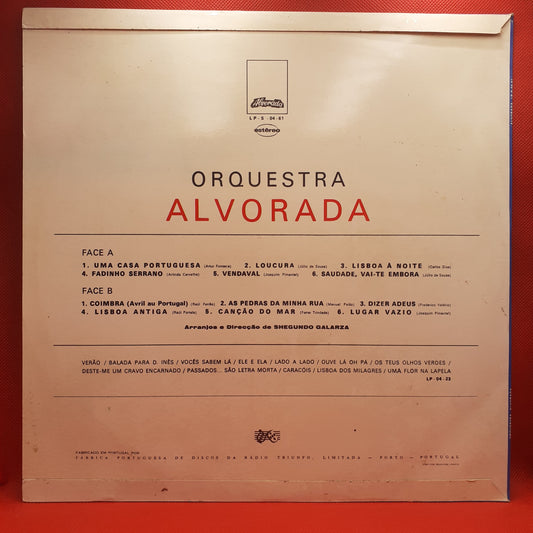 Alvorada
LP-S-04-61
estéreo
ORQUESTRA
ALVORADA
FACE A
1. UMA CASA PORTUGUESA (Artur Fonseca) 2. LOUCURA (Júlio de Sousa) 3. LISBOA À NOITE (Carlos Dias)
4. FADINHO SERRANO (Arlindo Carvalho) 5. VENDAVAL (Joaquim Pimentel) 6. SAUDADE, VAI-TE EMBORA (Júlio de Sousa)
FACE B
1. COIMBRA (Avril au Portugal) (Raúl Ferrão) 2. AS PEDRAS DA MINHA RUA (Manuel Paião) 3. DIZER ADEUS (Frederico Valério)
4. LISBOA ANTIGA (Raúl Portela) 5. CANÇÃO DO MAR (Ferrer Trindade) 6. LUGAR VAZIO (Joaquim Pimentel)
Arranjos e Direcção de SHEGUNDO GALARZA
VERÃO / BALADA PARA D. INÊS / VOCÊS SABEM LÁ / ELE E ELA / LADO A LADO / OUVE LÁ OH PÁ / OS TEUS OLHOS VERDES /
DESTE-ME UM CRAVO ENCARNADO / PASSADOS... SÃO LETRA MORTA / CARACÓIS / LISBOA DOS MILAGRES / UMA FLOR NA LAPELA
LP-04-23
FABRICADO EM PORTUGAL POR
FÁBRICA PORTUGUESA DE DISCOS DA RÁDIO TRIUNFO, LIMITADA - PORTO - PORTUGAL